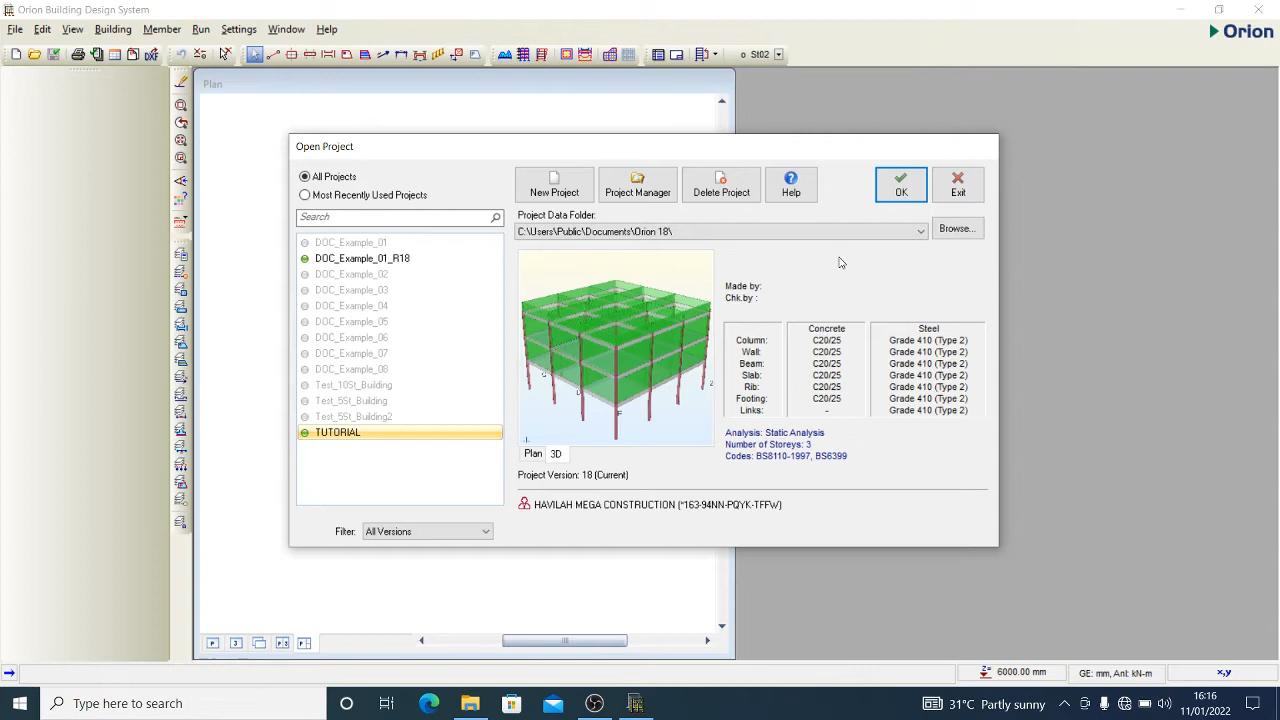 Orion Building Design System
File Edit View Building Member Run Settings Window Help
Orion
DXF
o St02
Plan
Open Project
All Projects
Most Recently Used Projects
Search
New Project
Project Manager
Delete Project
Help
OK
Exit
Project Data Folder:
C:\Users\Public\Documents\Orion 18\
Browse...
DOC_Example_01
DOC_Example_01_R18
DOC_Example_02
DOC_Example_03
DOC_Example_04
DOC_Example_05
DOC_Example_06
DOC_Example_07
DOC_Example_08
Test_10St_Building
Test_5St_Building
Test_5St_Building2
TUTORIAL
Made by:
Chk.by :
Concrete Steel
Column: C20/25 Grade 410 (Type 2)
Wall: C20/25 Grade 410 (Type 2)
Beam: C20/25 Grade 410 (Type 2)
Slab: C20/25 Grade 410 (Type 2)
Rib: C20/25 Grade 410 (Type 2)
Footing: C20/25 Grade 410 (Type 2)
Links: - Grade 410 (Type 2)
Analysis: Static Analysis
Number of Storeys: 3
Codes: BS8110-1997, BS6399
Plan 3D
Project Version: 18 (Current)
HAVILAH MEGA CONSTRUCTION (*163-94NN-PQYK-TFFW)
Filter: All Versions
P 3 P3
Z= 6000.00 mm
GE: mm, Anl: kN-m
x,y
Type here to search
31°C Partly sunny
16:16
11/01/2022